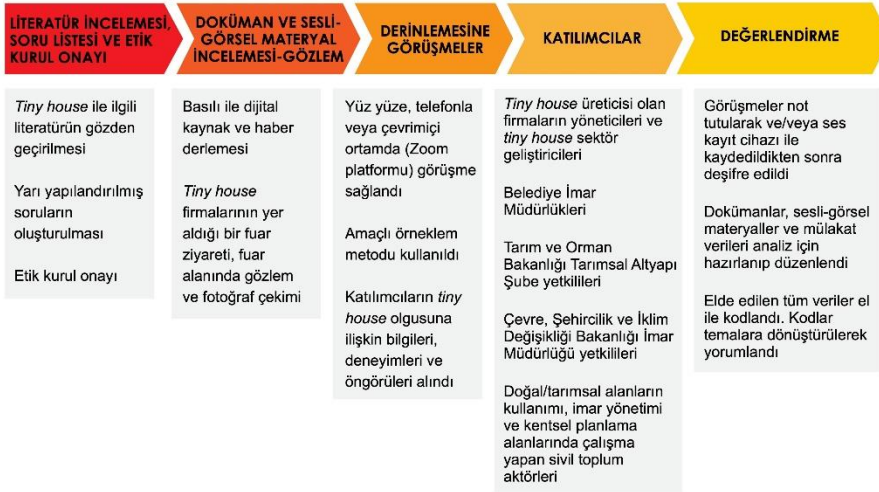 LİTERATÜR İNCELEMESİ,
SORU LİSTESİ VE ETİK
KURUL ONAYI
Tiny house ile ilgili
literatürün gözden
geçirilmesi
Yarı yapılandırılmış
soruların
oluşturulması
Etik kurul onayı
DOKÜMAN VE SESLİ-
GÖRSEL MATERYAL
İNCELEMESİ-GÖZLEM
Basılı ile dijital
kaynak ve haber
derlemesi
Tiny house
firmalarının yer
aldığı bir fuar
ziyareti, fuar
alanında gözlem
ve fotoğraf çekimi
DERİNLEMESİNE
GÖRÜŞMELER
Yüz yüze, telefonla
veya çevrimiçi
ortamda (Zoom
platformu) görüşme
sağlandı
Amaçlı örneklem
metodu kullanıldı
Katılımcıların tiny
house olgusuna
ilişkin bilgileri,
deneyimleri ve
öngörüleri alındı
KATILIMCILAR
Tiny house üreticisi olan
firmaların yöneticileri ve
tiny house sektör
geliştiricileri
Belediye İmar
Müdürlükleri
Tarım ve Orman
Bakanlığı Tarımsal Altyapı
Şube yetkilileri
Çevre, Şehircilik ve İklim
Değişikliği Bakanlığı İmar
Müdürlüğü yetkilileri
Doğal/tarımsal alanların
kullanımı, imar yönetimi
ve kentsel planlama
alanlarında çalışma
yapan sivil toplum
aktörleri
DEĞERLENDİRME
Görüşmeler not
tutularak ve/veya ses
kayıt cihazı ile
kaydedildikten sonra
deşifre edildi
Dokümanlar, sesli-görsel
materyaller ve mülakat
verileri analiz için
hazırlanıp düzenlendi
Elde edilen tüm veriler el
ile kodlandı. Kodlar
temalara dönüştürülerek
yorumlandı